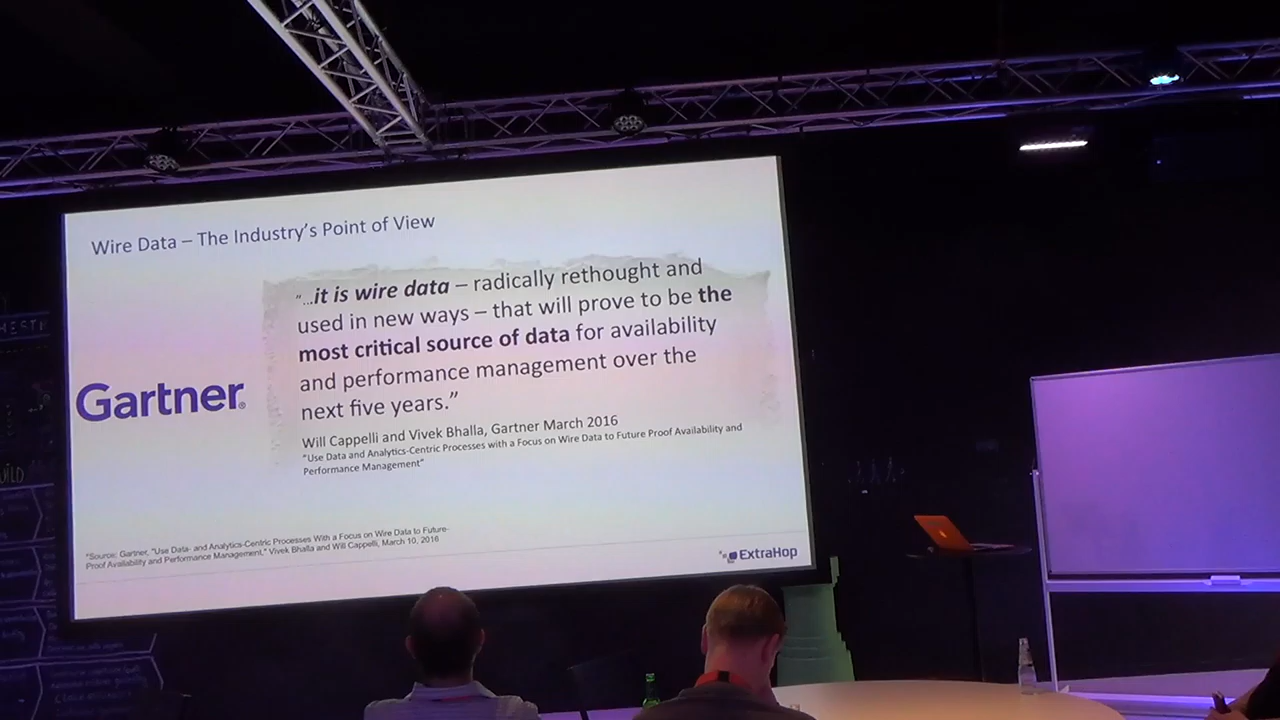 Wire Data – The Industry's Point of View
"...it is wire data – radically rethought and
used in new ways – that will prove to be the
most critical source of data for availability
and performance management over the
next five years."
Gartner®
Will Cappelli and Vivek Bhalla, Gartner March 2016
"Use Data and Analytics-Centric Processes with a Focus on Wire Data to Future Proof Availability and
Performance Management"
*Source: Gartner, "Use Data- and Analytics-Centric Processes With a Focus on Wire Data to Future-
Proof Availability and Performance Management," Vivek Bhalla and Will Cappelli, March 10, 2016
ExtraHop